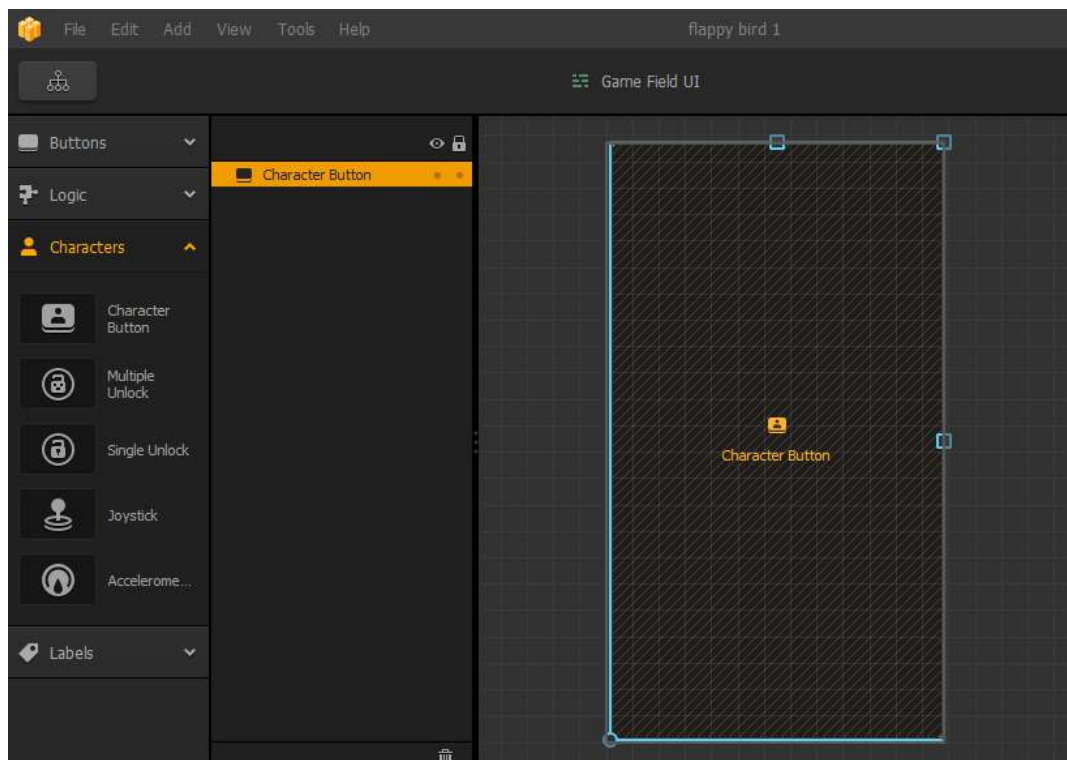 File Edit Add View Tools Help flappy bird 1
Game Field UI
Buttons
Logic
Characters
Character
Button
Multiple
Unlock
Single Unlock
Joystick
Accelerome...
Labels
Character Button
Character Button